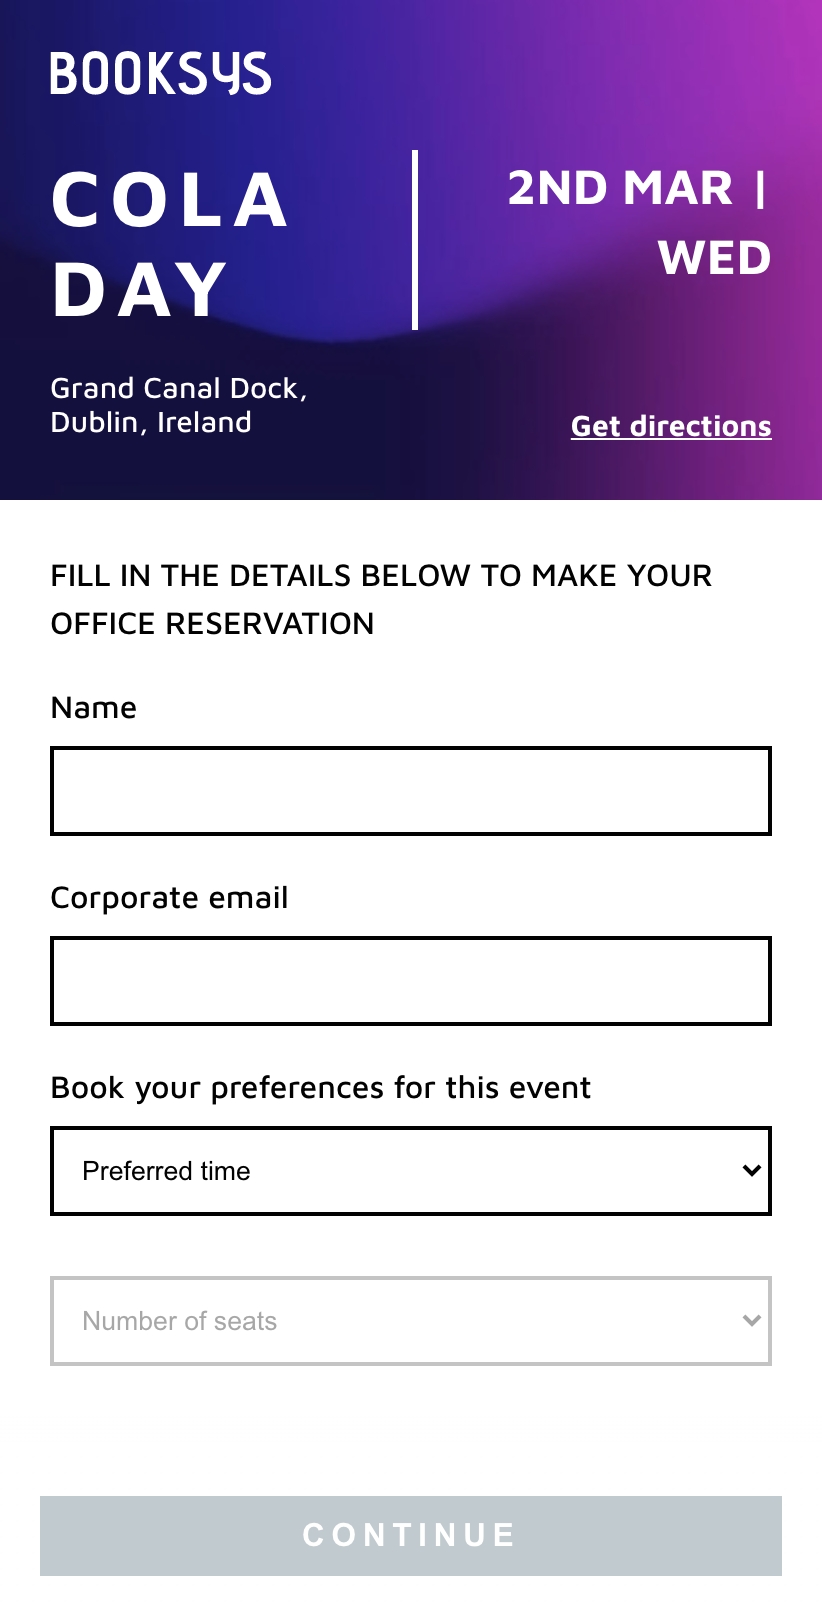 BOOKSYS
COLA
DAY
2ND MAR |
WED
Grand Canal Dock,
Dublin, Ireland
Get directions
FILL IN THE DETAILS BELOW TO MAKE YOUR
OFFICE RESERVATION
Name
Corporate email
Book your preferences for this event
Preferred time
Number of seats
CONTINUE